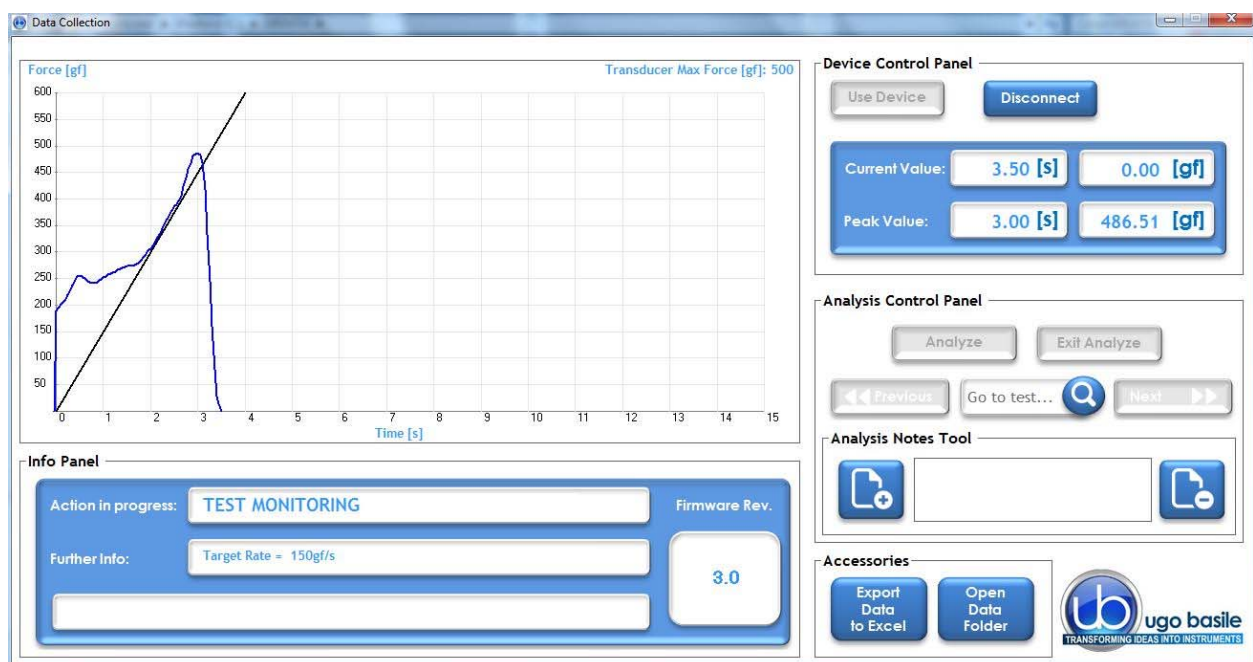 Data Collection
Force [gf]
Transducer Max Force [gf]: 500
600
550
500
450
400
350
300
250
200
150
100
50
0 1 2 3 4 5 6 7 8 9 10 11 12 13 14 15
Time [s]
Info Panel
Action in progress: TEST MONITORING
Firmware Rev.
Further Info: Target Rate = 150gf/s
3.0
Device Control Panel
Use Device
Disconnect
Current Value: 3.50 [s] 0.00 [gf]
Peak Value: 3.00 [s] 486.51 [gf]
Analysis Control Panel
Analyze
Exit Analyze
Previous
Go to test...
Next
Analysis Notes Tool
Accessories
Export
Data
to Excel
Open
Data
Folder
ub
ugo basile
TRANSFORMING IDEAS INTO INSTRUMENTS